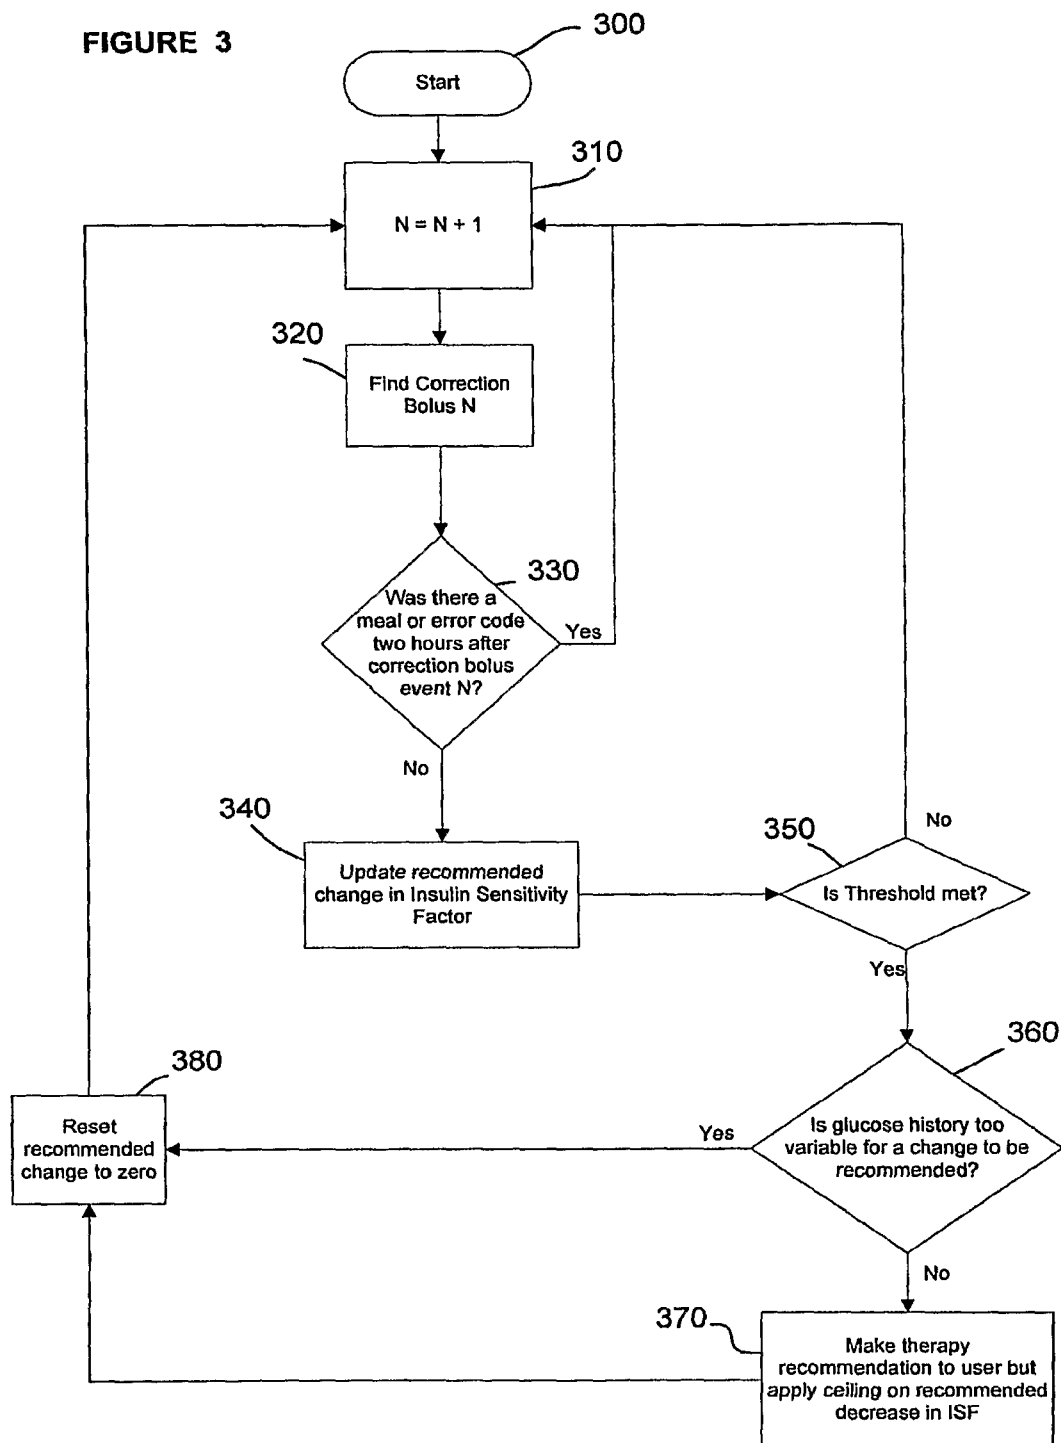 FIGURE 3
300
Start
310
N = N + 1
320
Find Correction
Bolus N
330
Was there a
meal or error code
two hours after
correction bolus
event N?
Yes
No
340
Update recommended
change in Insulin Sensitivity
Factor
350
Is Threshold met?
No
Yes
360
Is glucose history too
variable for a change to be
recommended?
Yes
No
380
Reset
recommended
change to zero
370
Make therapy
recommendation to user but
apply ceiling on recommended
decrease in ISF